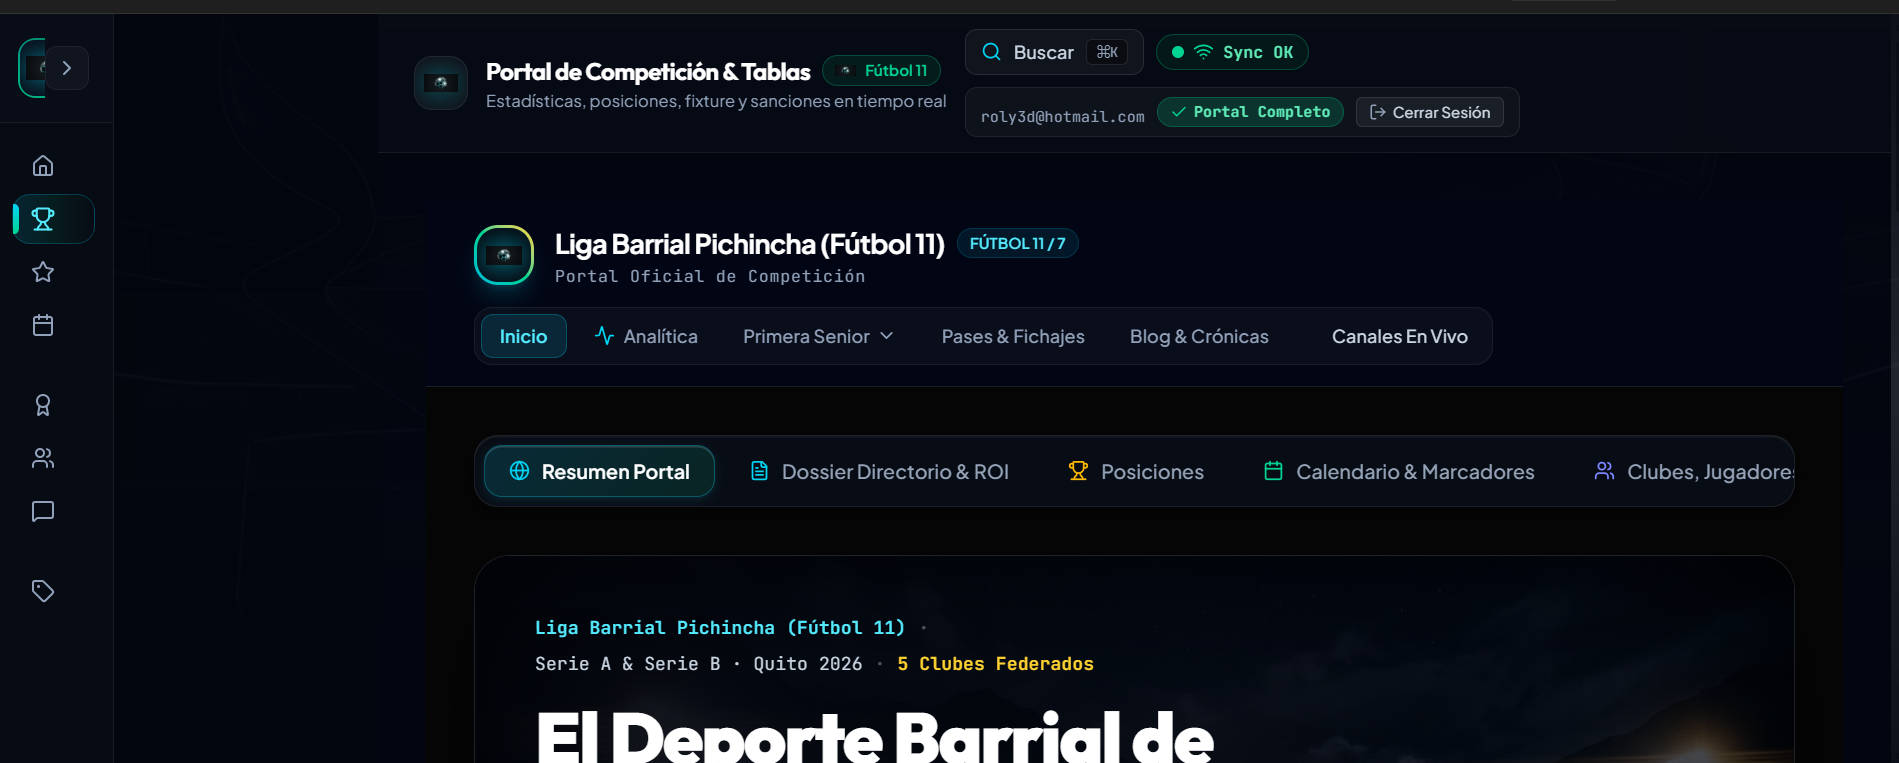 Portal de Competición & Tablas
Fútbol 11
Estadísticas, posiciones, fixture y sanciones en tiempo real
Buscar
⌘K
Sync OK
roly3d@hotmail.com
Portal Completo
Cerrar Sesión
Liga Barrial Pichincha (Fútbol 11)
FÚTBOL 11 / 7
Portal Oficial de Competición
Inicio
Analítica
Primera Senior
Pases & Fichajes
Blog & Crónicas
Canales En Vivo
Resumen Portal
Dossier Directorio & ROI
Posiciones
Calendario & Marcadores
Clubes, Jugadores
Liga Barrial Pichincha (Fútbol 11) ·
Serie A & Serie B · Quito 2026 · 5 Clubes Federados
El Deporte Barrial de